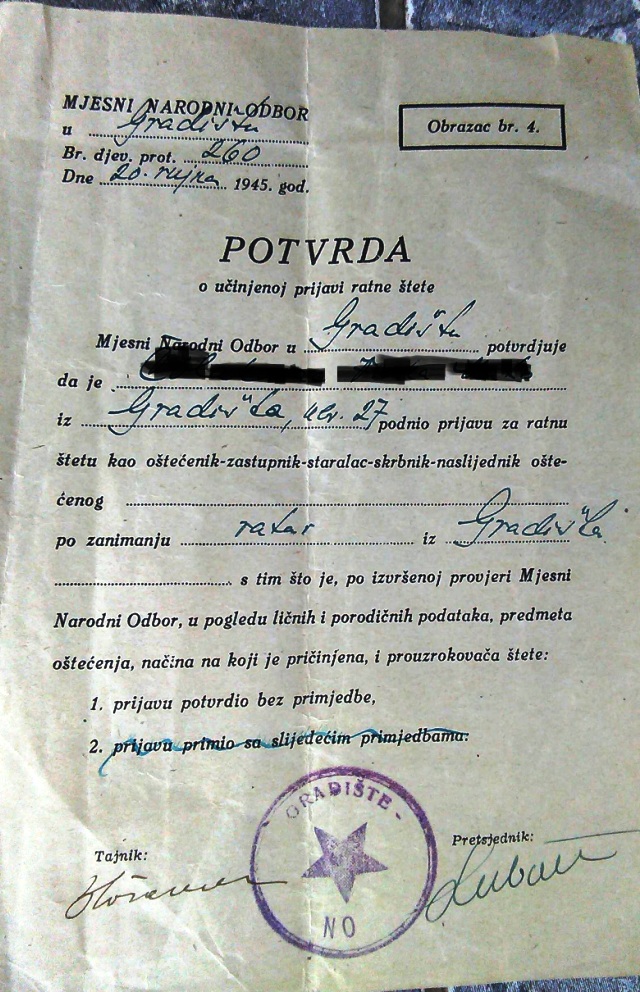 MJESNI NARODNI ODBOR
u Gradištu
Obrazac br. 4.
Br. djev. prot. 260
Dne 20. rujna 1945. god.
POTVRDA
o učinjenoj prijavi ratne štete
Mjesni Narodni Odbor u Gradištu potvrdjuje
da je
iz Gradišta, 27 podnio prijavu za ratnu
štetu kao oštećenik-zastupnik-staralac-skrbnik-naslijednik ošte-
ćenog
po zanimanju ratar iz Gradišta
s tim što je, po izvršenoj provjeri Mjesni
Narodni Odbor, u pogledu ličnih i porodičnih podataka, predmeta
oštećenja, načina na koji je pričinjena, i prouzrokovača štete:
1. prijavu potvrdio bez primjedbe,
2. prijavu primio sa slijedećim primjedbama:
- GRADIŠTE -
NO
Tajnik:
Pretsjednik: